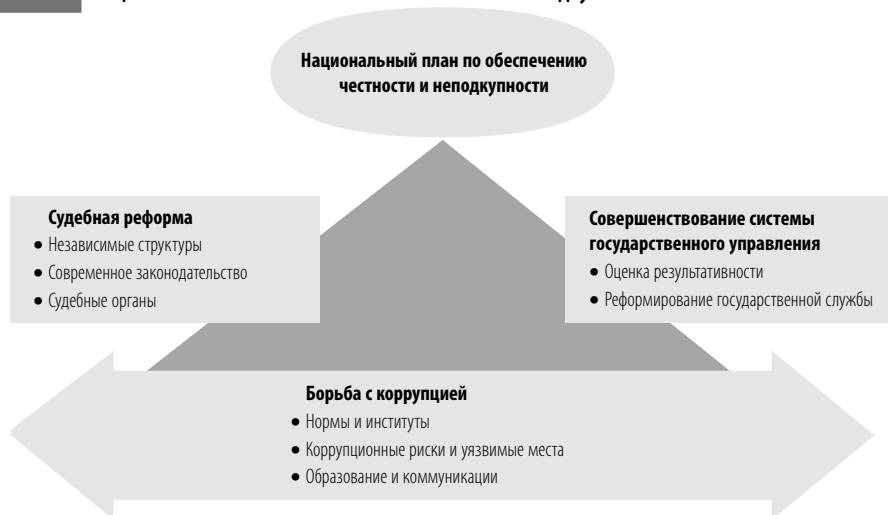 Национальный план по обеспечению
честности и неподкупности
Судебная реформа
● Независимые структуры
● Современное законодательство
● Судебные органы
Совершенствование системы
государственного управления
● Оценка результативности
● Реформирование государственной службы
Борьба с коррупцией
● Нормы и институты
● Коррупционные риски и уязвимые места
● Образование и коммуникации